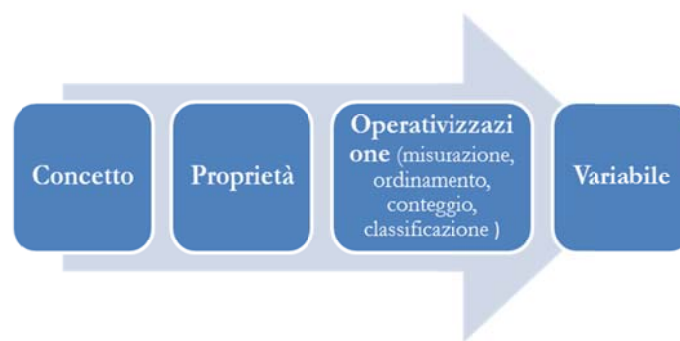 Concetto
Proprietà
Operativizzazi
one (misurazione,
ordinamento,
conteggio,
classificazione )
Variabile